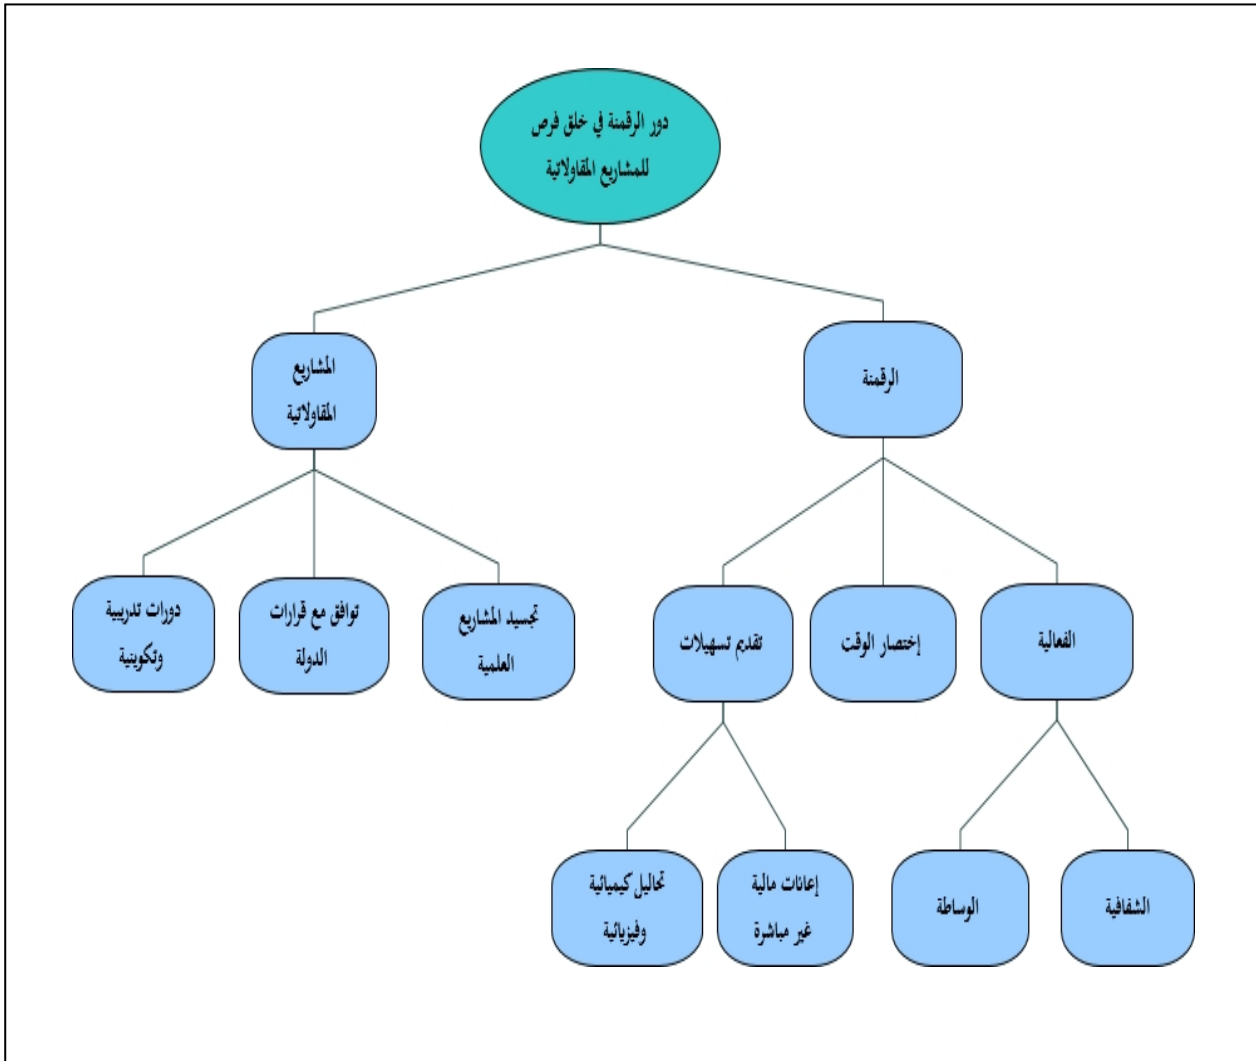 دور الرقمنة في خلق فرص
للمشاريع المقاولاتية
الرقمنة
المشاريع
المقاولاتية
الفعالية
إختصار الوقت
تقديم تسهيلات
تجسيد المشاريع
العلمية
توافق مع قرارات
الدولة
دورات تدريبية
وتكوينية
الشفافية
الوساطة
إعانات مالية
غير مباشرة
تحاليل كيميائية
وفيزيائية